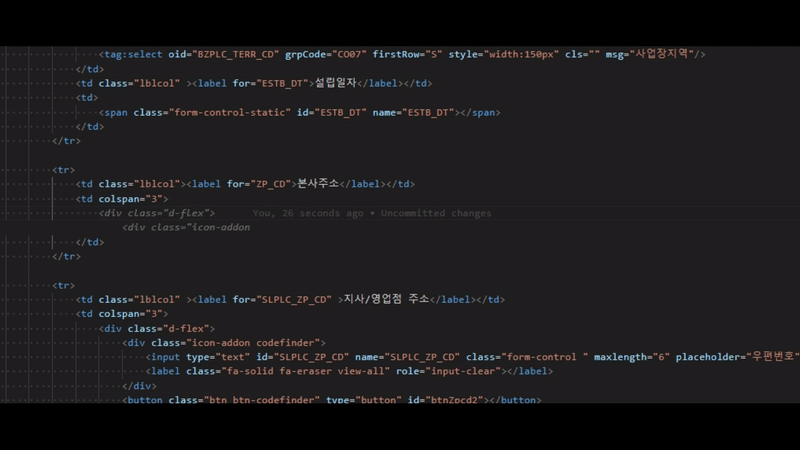 <tag:select oid="BZPLC_TERR_CD" grpCode="CO07" firstRow="S" style="width:150px" cls="" msg="사업장지역"/>
</td>
<td class="lblcol" ><label for="ESTB_DT">설립일자</label></td>
<td>
<span class="form-control-static" id="ESTB_DT" name="ESTB_DT"></span>
</td>
</tr>
<tr>
<td class="lblcol"><label for="ZP_CD">본사주소</label></td>
<td colspan="3">
<div class="d-flex"> You, 26 seconds ago • Uncommitted changes
<div class="icon-addon
</td>
</tr>
<tr>
<td class="lblcol" ><label for="SLPLC_ZP_CD" >지사/영업점 주소</label></td>
<td colspan="3">
<div class="d-flex">
<div class="icon-addon codefinder">
<input type="text" id="SLPLC_ZP_CD" name="SLPLC_ZP_CD" class="form-control " maxlength="6" placeholder="우편번호"
<label class="fa-solid fa-eraser view-all" role="input-clear"></label>
</div>
<button class="btn btn-codefinder" type="button" id="btnZpcd2"></button>